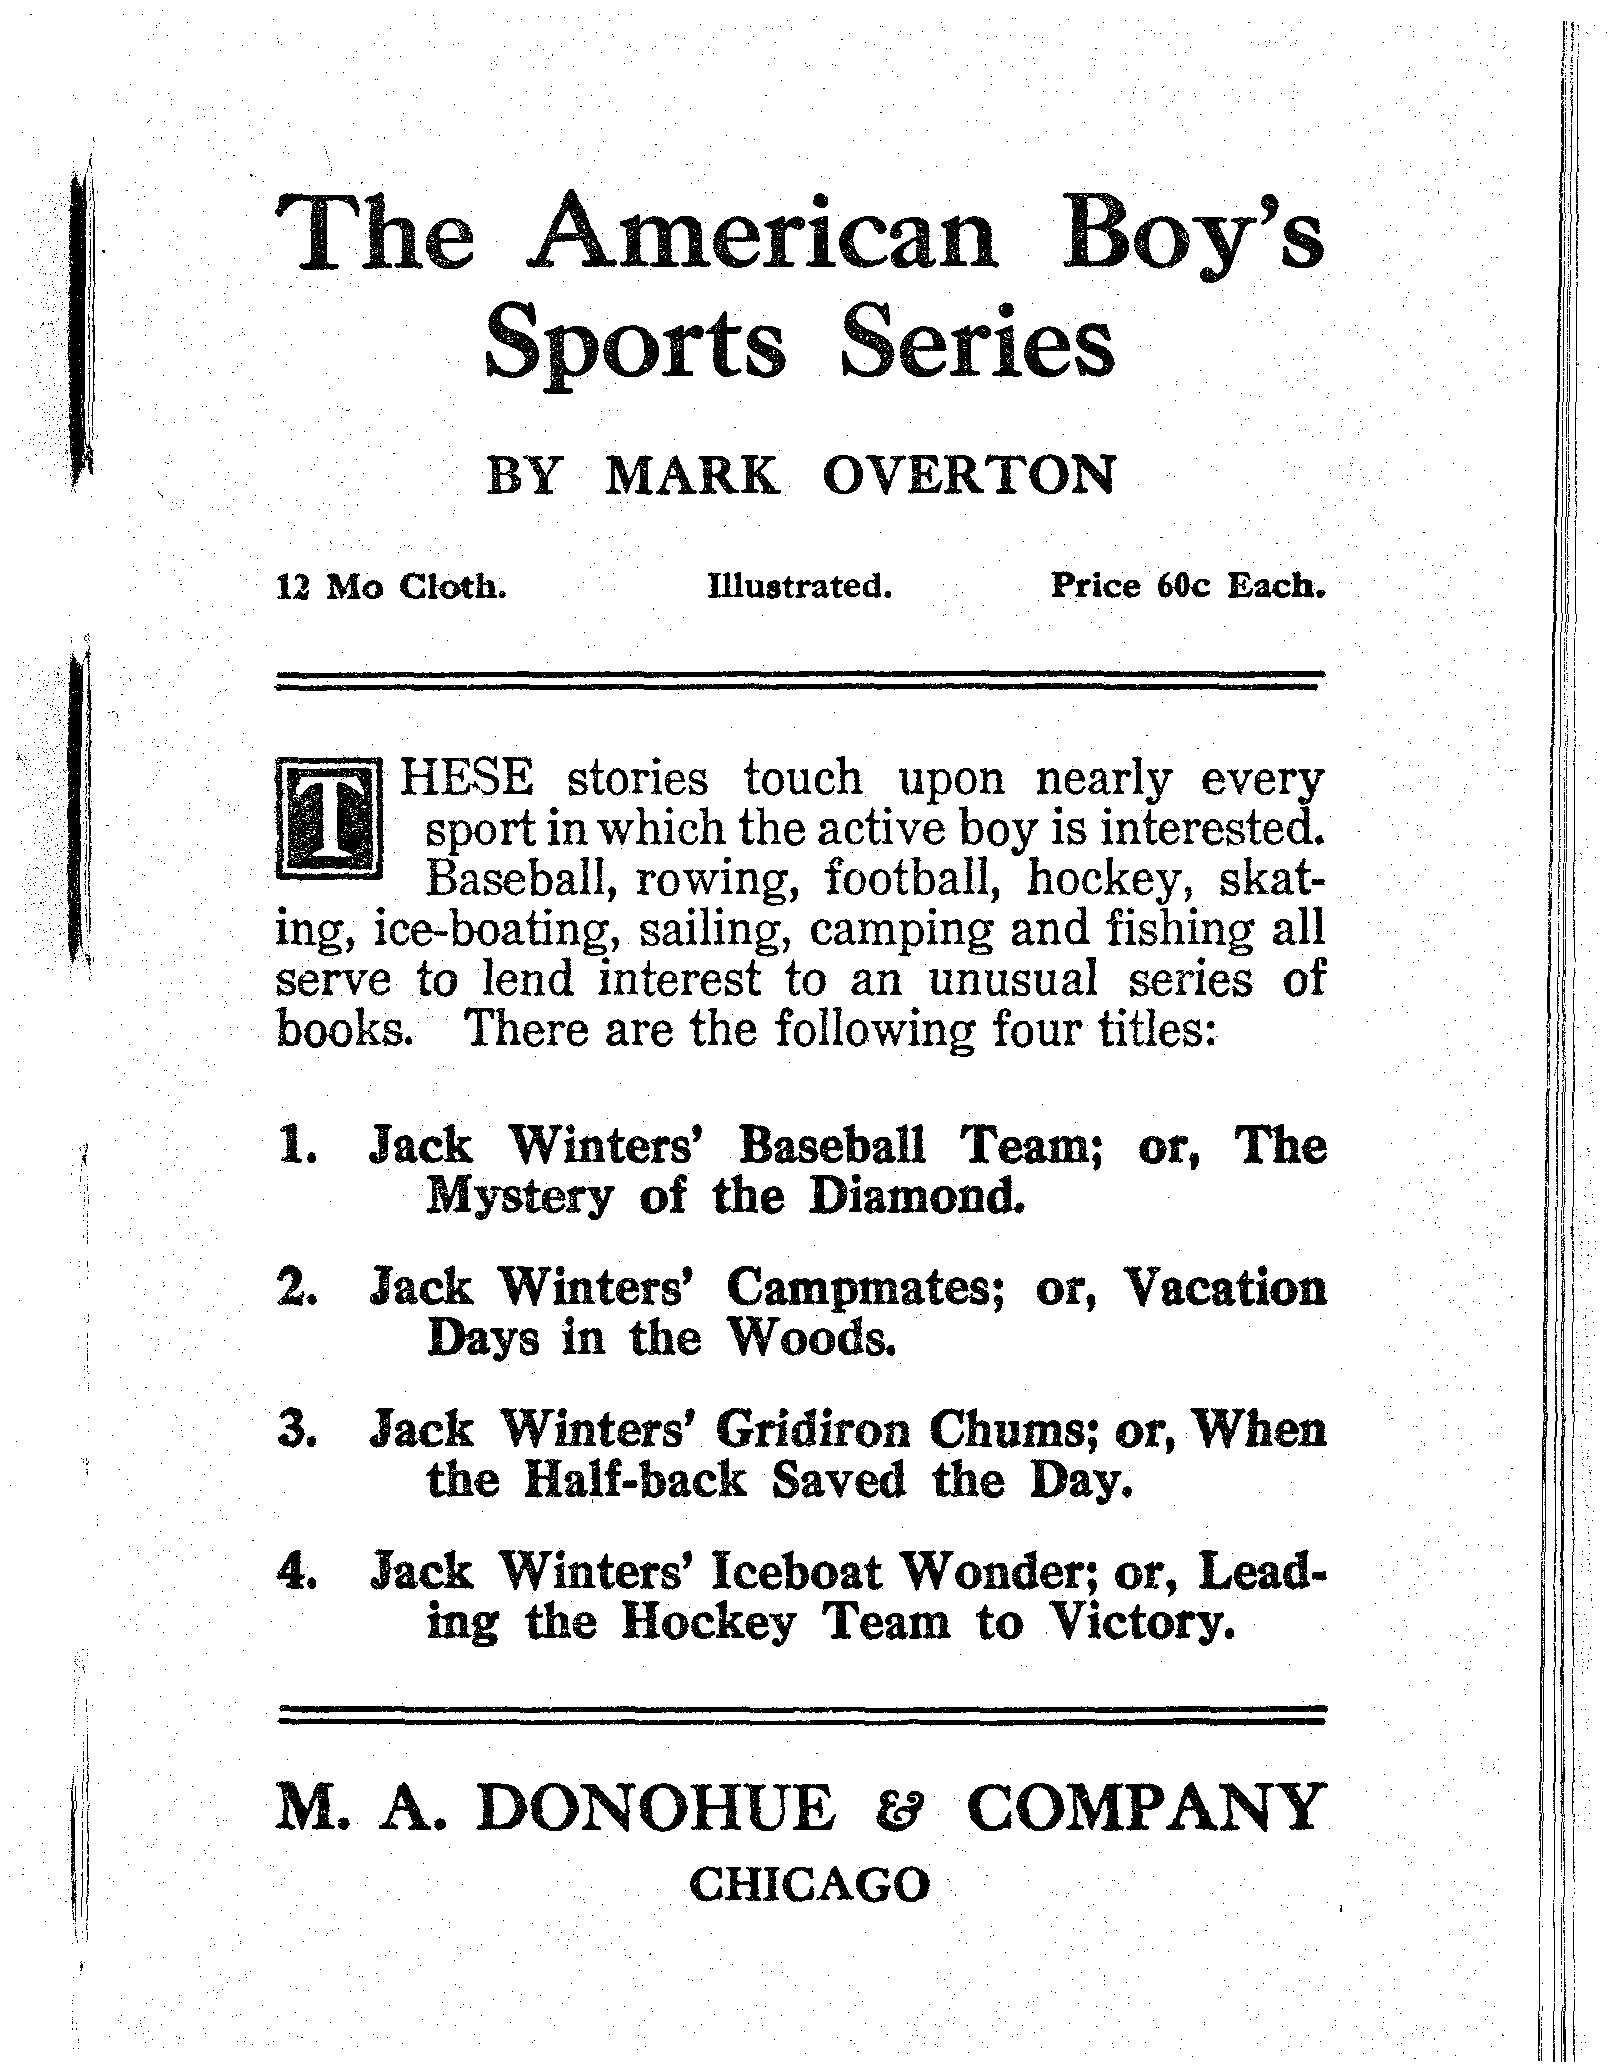 The American Boy's
Sports Series
BY MARK OVERTON
12 Mo Cloth. Illustrated. Price 60c Each.
THESE stories touch upon nearly every
sport in which the active boy is interested.
Baseball, rowing, football, hockey, skat-
ing, ice-boating, sailing, camping and fishing all
serve to lend interest to an unusual series of
books. There are the following four titles:
1. Jack Winters' Baseball Team; or, The
Mystery of the Diamond.
2. Jack Winters' Campmates; or, Vacation
Days in the Woods.
3. Jack Winters' Gridiron Chums; or, When
the Half-back Saved the Day.
4. Jack Winters' Iceboat Wonder; or, Lead-
ing the Hockey Team to Victory.
M. A. DONOHUE & COMPANY
CHICAGO